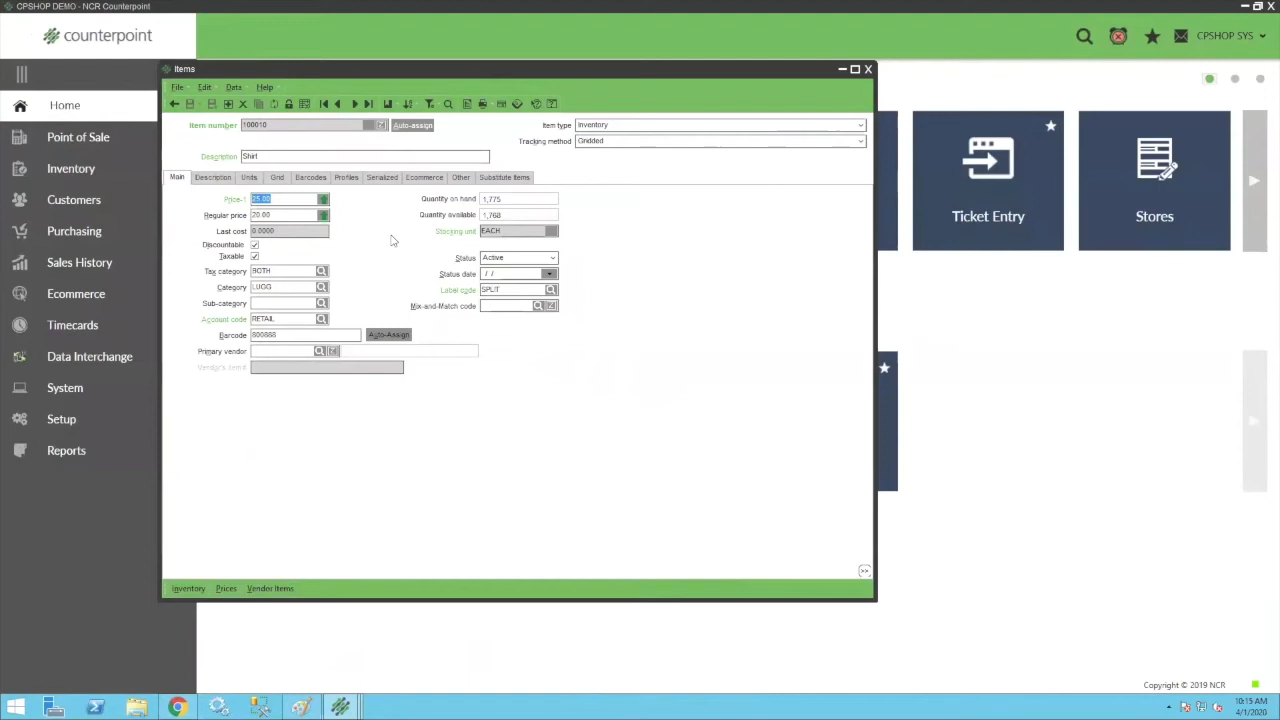 CPSHOP DEMO - NCR Counterpoint
counterpoint
CPSHOP SYS
Home
Point of Sale
Inventory
Customers
Purchasing
Sales History
Ecommerce
Timecards
Data Interchange
System
Setup
Reports
Items
File Edit Data Help
Item number 100010 Auto-assign Item type Inventory
Tracking method Gridded
Description Shirt
Main Description Units Grid Barcodes Profiles Serialized Ecommerce Other Substitute Items
Price-1 25.00 Quantity on hand 1,775
Regular price 20.00 Quantity available 1,768
Last cost 0.0000 Stocking unit EACH
Discountable
Taxable Status Active
Tax category BOTH Status date / /
Category LUGG Label code SPLIT
Sub-category Mix-and-Match code
Account code RETAIL
Barcode 800888 Auto-Assign
Primary vendor
Vendor's item#
>>
Inventory Prices Vendor Items
Ticket Entry
Stores
Copyright © 2019 NCR
10:15 AM
4/1/2020